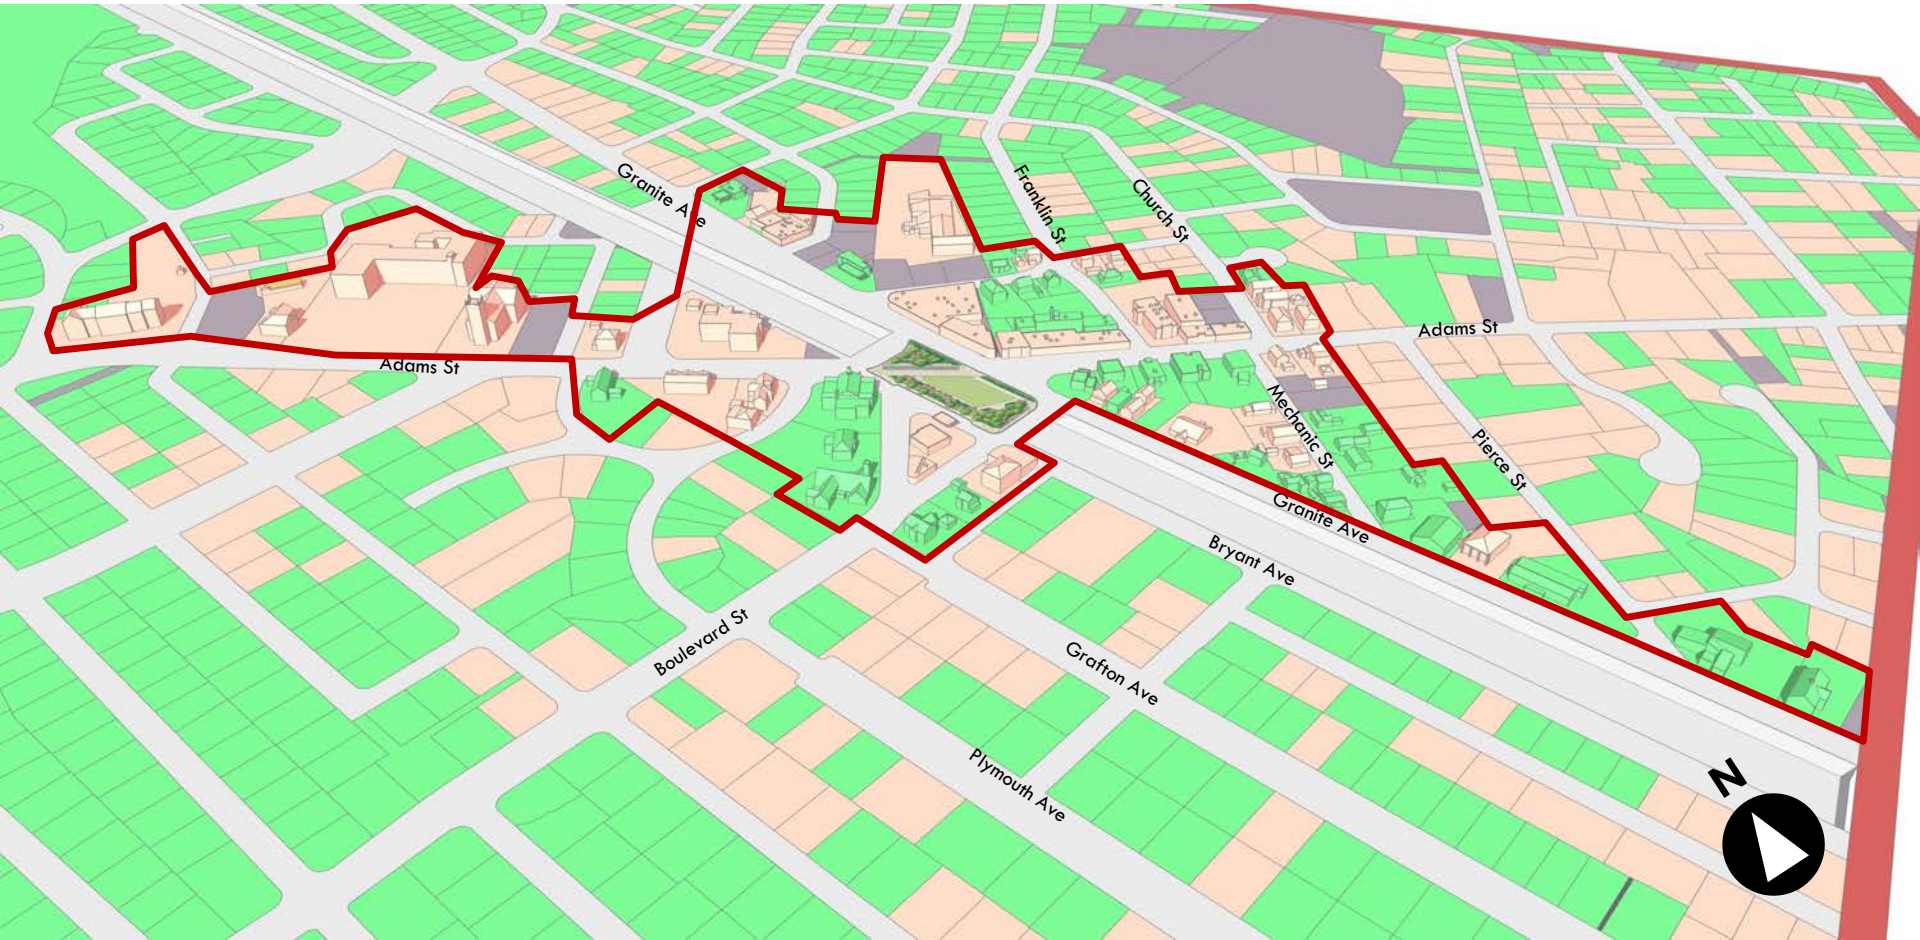 Granite Ave
Franklin St
Church St
Adams St
Adams St
Mechanic St
Pierce St
Granite Ave
Bryant Ave
Boulevard St
Grafton Ave
Plymouth Ave
N